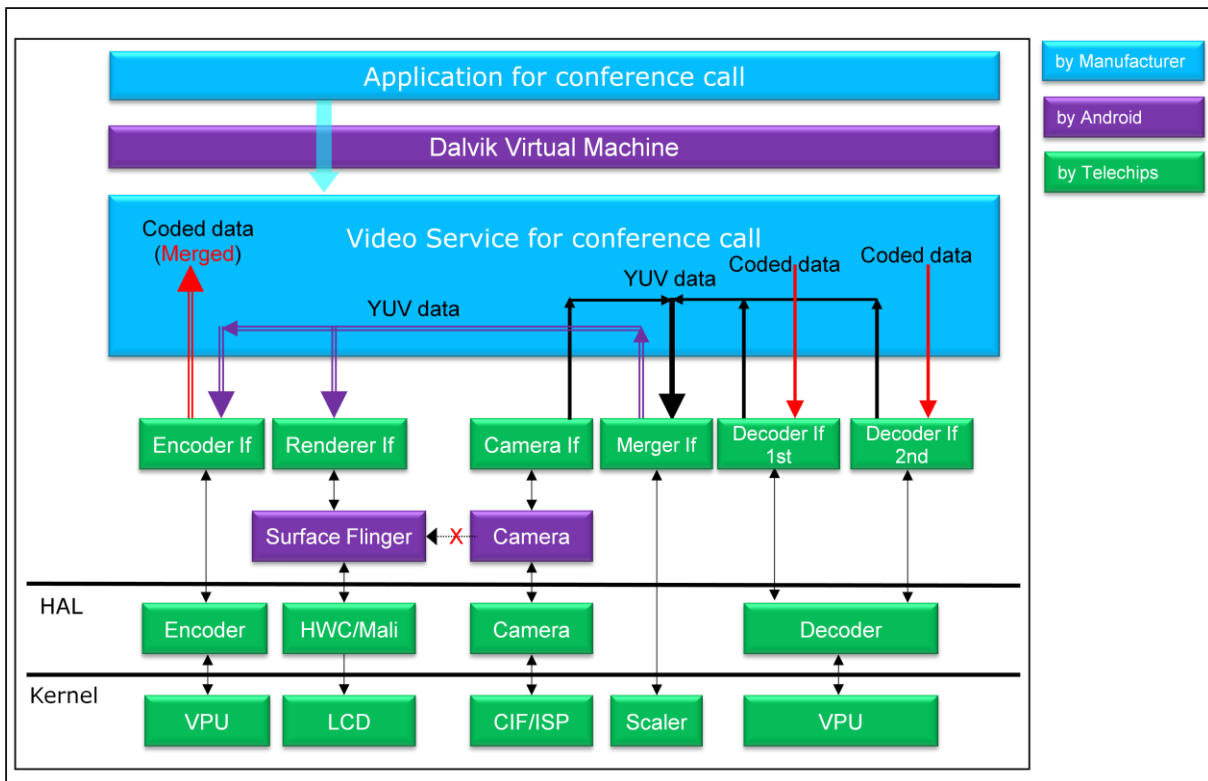 Application for conference call
by Manufacturer
by Android
Dalvik Virtual Machine
by Telechips
Coded data
(Merged)
Video Service for conference call
Coded data
Coded data
YUV data
YUV data
Encoder If
Renderer If
Camera If
Merger If
Decoder If
1st
Decoder If
2nd
Surface Flinger
X
Camera
HAL
Encoder
HWC/Mali
Camera
Decoder
Kernel
VPU
LCD
CIF/ISP
Scaler
VPU